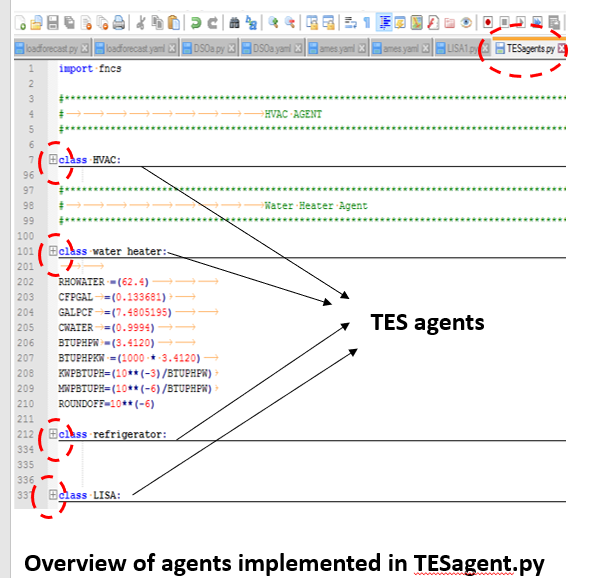 loadforecast.py loadforecast.yaml DSOa.py DSOa.yaml ames.yaml ames.yaml LISA1.py TESagents.py
1 import fncs
2
3 #****************************************************************************************
4 # HVAC AGENT
5 #****************************************************************************************
6
7 class HVAC:
96
97 #****************************************************************************************
98 # Water Heater Agent
99 #****************************************************************************************
100
101 class water heater:
201
202 RHOWATER =(62.4)
203 CFPGAL =(0.133681)
204 GALPCF =(7.4805195)
205 CWATER =(0.9994)
206 BTUPHPW =(3.4120)
207 BTUPHPKW =(1000 * 3.4120)
208 KWPBTUPH=(10**(-3)/BTUPHPW)
209 MWPBTUPH=(10**(-6)/BTUPHPW)
210 ROUNDOFF=10**(-6)
211
212 class refrigerator:
334
335
336
337 class LISA:
TES agents
Overview of agents implemented in TESagent.py